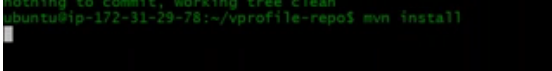 nothing to commit, working tree clean
ubuntu@ip-172-31-29-78:~/vprofile-repo$ mvn install